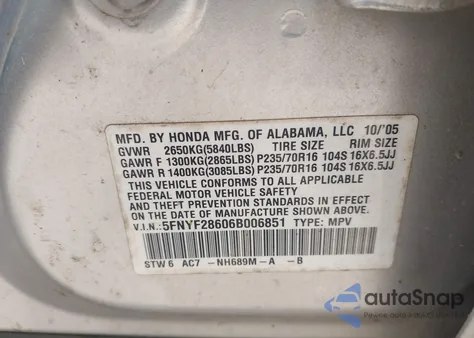 MFD. BY HONDA MFG. OF ALABAMA, LLC 10/'05
GVWR 2650KG(5840LBS) TIRE SIZE RIM SIZE
GAWR F 1300KG(2865LBS) P235/70R16 104S 16X6.5JJ
GAWR R 1400KG(3085LBS) P235/70R16 104S 16X6.5JJ
THIS VEHICLE CONFORMS TO ALL APPLICABLE
FEDERAL MOTOR VEHICLE SAFETY
AND THEFT PREVENTION STANDARDS IN EFFECT
ON THE DATE OF MANUFACTURE SHOWN ABOVE
V.I.N.: 5FNYF28606B006851 TYPE: MPV
STW 6 AC7 -NH689M-A -B
autoSnap